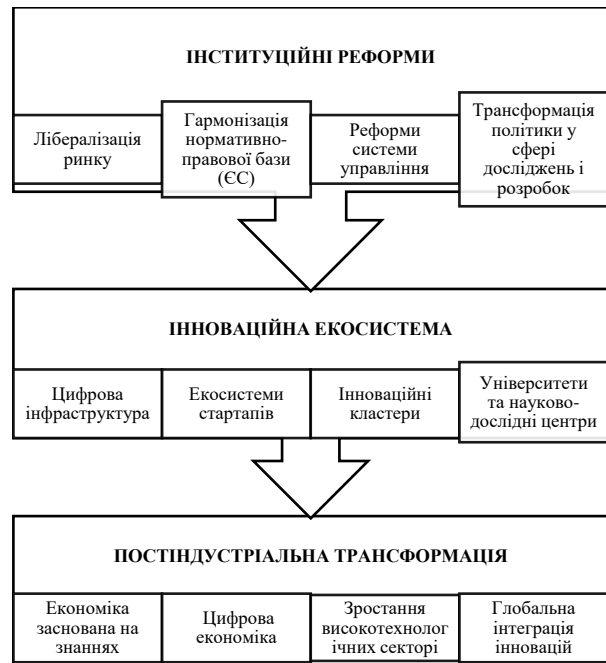 ІНСТИТУЦІЙНІ РЕФОРМИ
Лібералізація
ринку
Гармонізація
нормативно-
правової бази
(ЄС)
Реформи
системи
управління
Трансформація
політики у
сфері
досліджень і
розробок
ІННОВАЦІЙНА ЕКОСИСТЕМА
Цифрова
інфраструктура
Екосистеми
стартапів
Інноваційні
кластери
Університети
та науково-
дослідні центри
ПОСТІНДУСТРІАЛЬНА ТРАНСФОРМАЦІЯ
Економіка
заснована на
знаннях
Цифрова
економіка
Зростання
високотехнолог
ічних секторі
Глобальна
інтеграція
інновацій